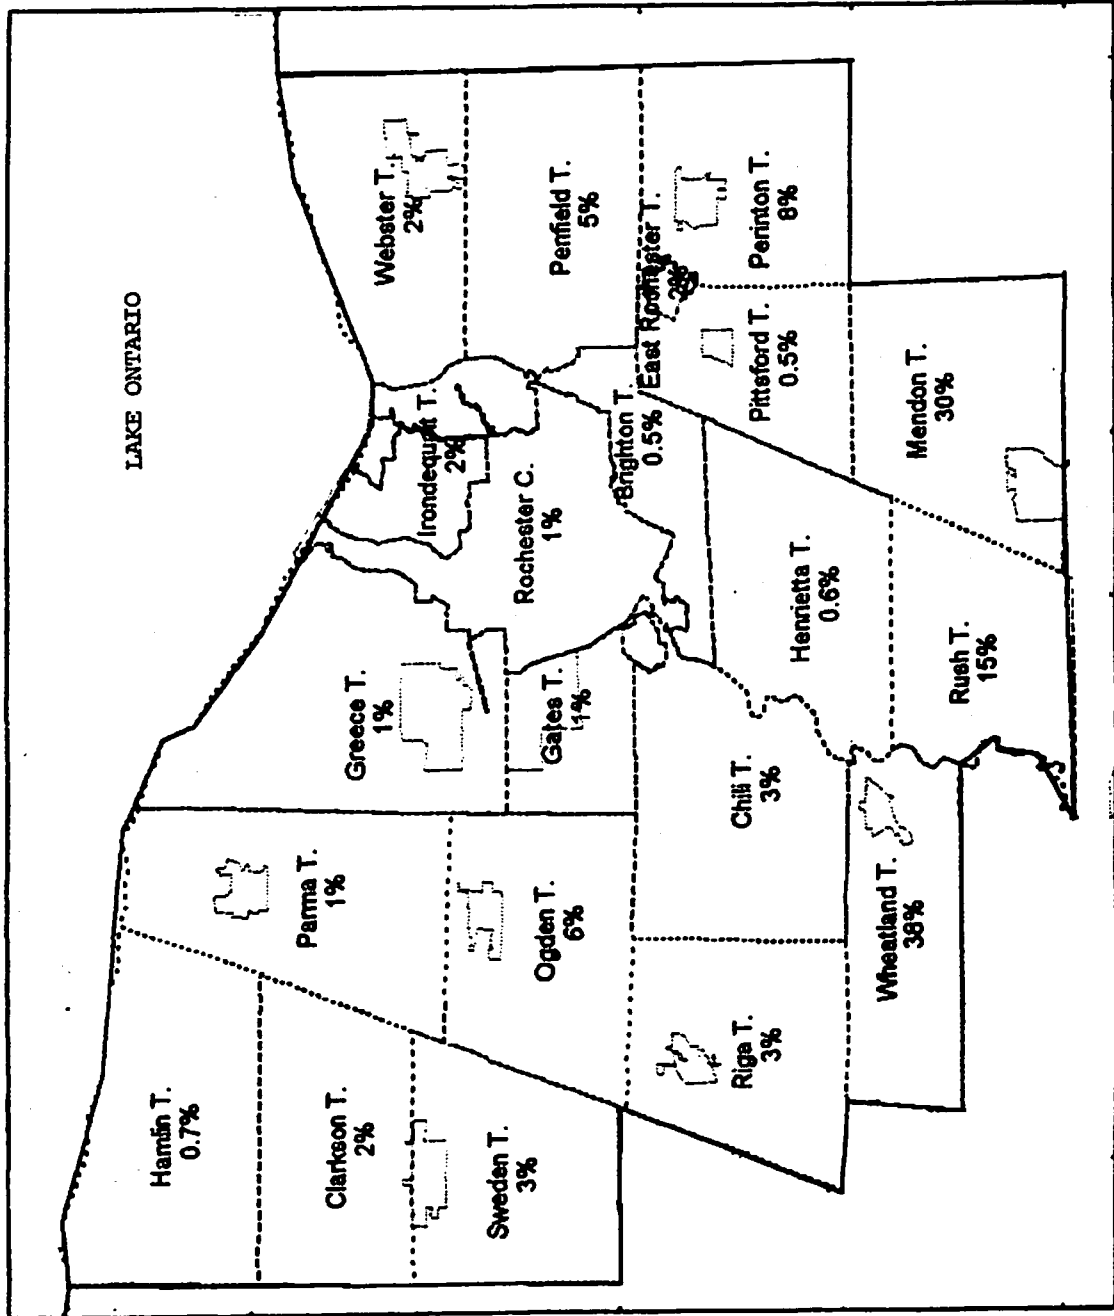 LAKE ONTARIO
Hamlin T.
0.7%
Clarkson T.
2%
Sweden T.
3%
Parma T.
1%
Ogden T.
6%
Riga T.
3%
Greece T.
1%
Gates T.
1%
Chili T.
3%
Wheatland T.
38%
Irondequoit T.
2%
Rochester C.
1%
Brighton T.
0.5%
Henrietta T.
0.6%
Rush T.
15%
Webster T.
2%
Penfield T.
5%
East Rochester T.
2%
Perinton T.
8%
Pittsford T.
0.5%
Mendon T.
30%